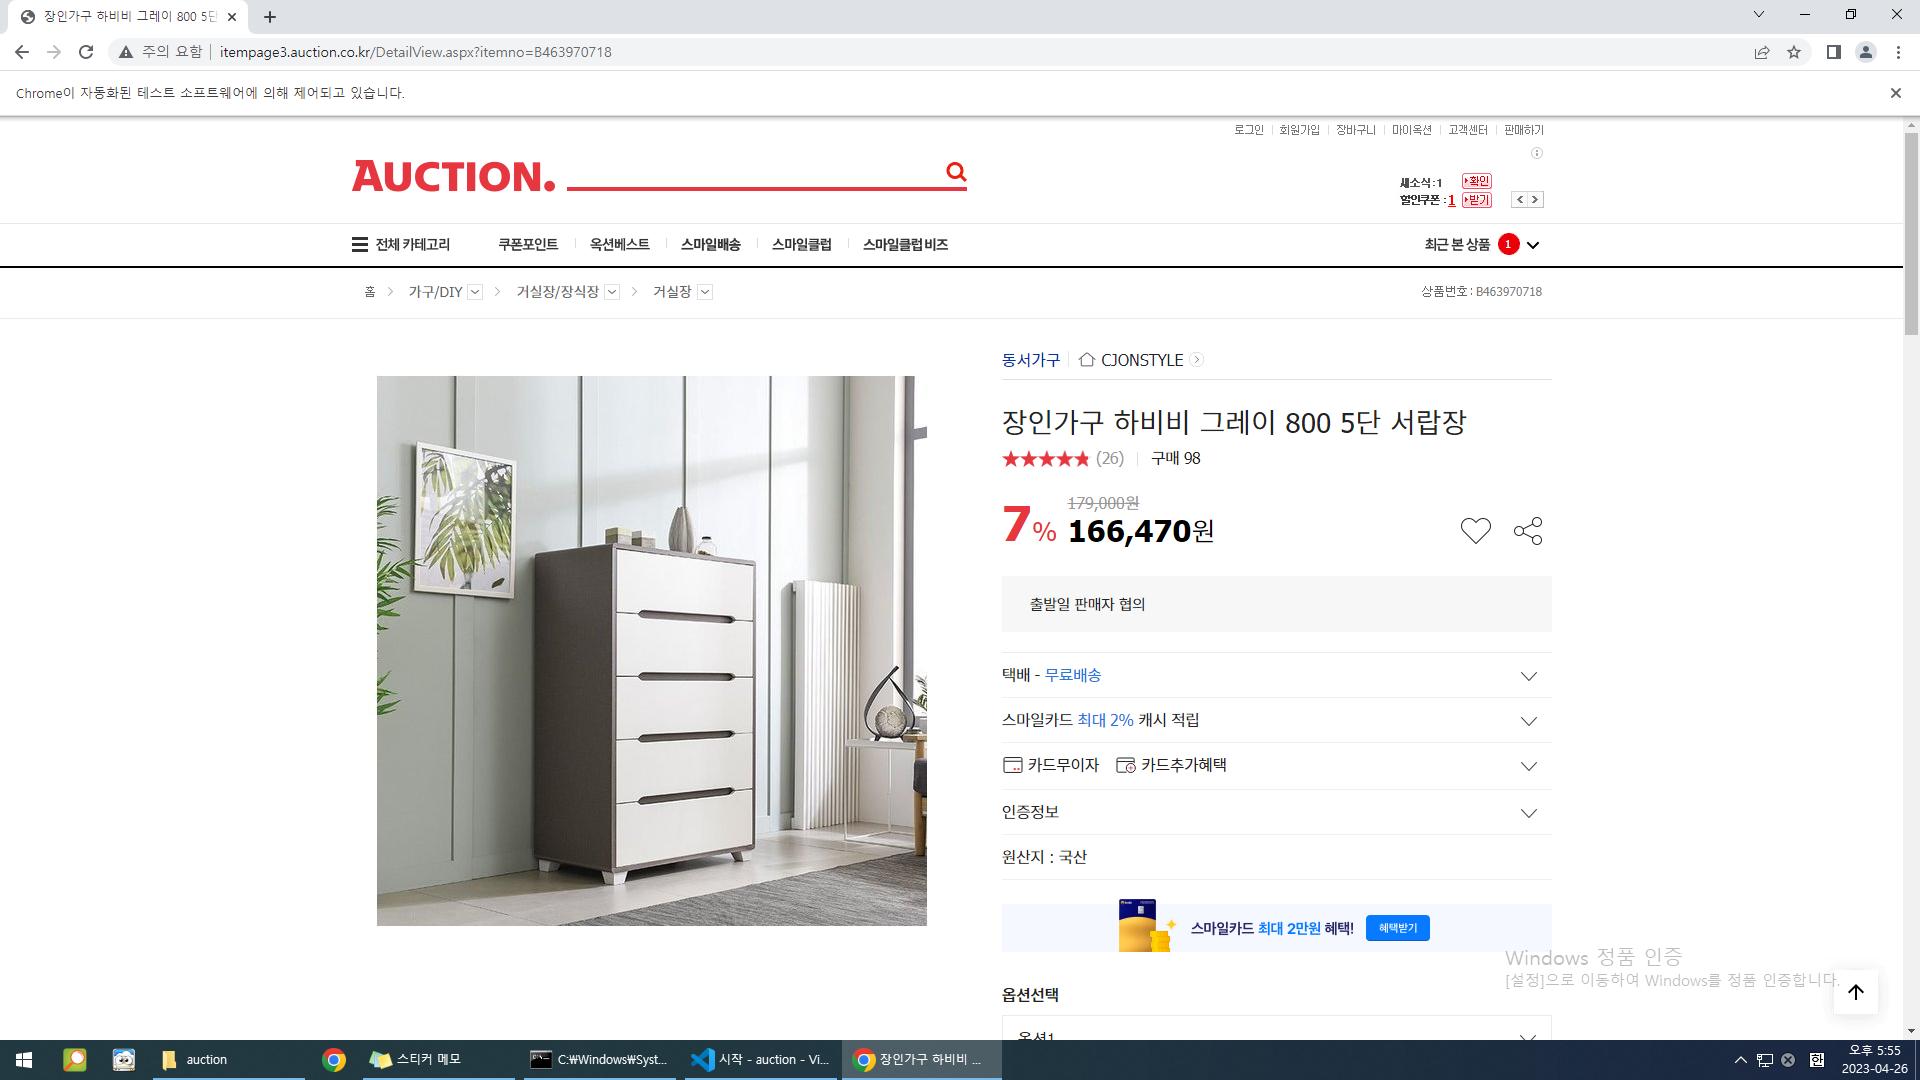 장인가구 하비비 그레이 800 5단
주의 요함 itempage3.auction.co.kr/DetailView.aspx?itemno=B463970718
Chrome이 자동화된 테스트 소프트웨어에 의해 제어되고 있습니다.
로그인 회원가입 장바구니 마이옥션 고객센터 판매하기
AUCTION.
새소식 : 1 확인
할인쿠폰 : 1 받기
전체 카테고리 쿠폰포인트 옥션베스트 스마일배송 스마일클럽 스마일클럽 비즈 최근 본 상품 1
홈 가구/DIY 거실장/장식장 거실장 상품번호 : B463970718
동서가구 CJONSTYLE
장인가구 하비비 그레이 800 5단 서랍장
(26) 구매 98
179,000원
7% 166,470원
출발일 판매자 협의
택배 - 무료배송
스마일카드 최대 2% 캐시 적립
카드무이자 카드추가혜택
인증정보
원산지 : 국산
스마일카드 최대 2만원 혜택! 혜택받기
Windows 정품 인증
[설정]으로 이동하여 Windows를 정품 인증합니다.
옵션선택
옵션1
auction 스티커 메모 C:₩Windows₩Syst... 시작 - auction - Vi... 장인가구 하비비 ... 한 오후 5:55
2023-04-26